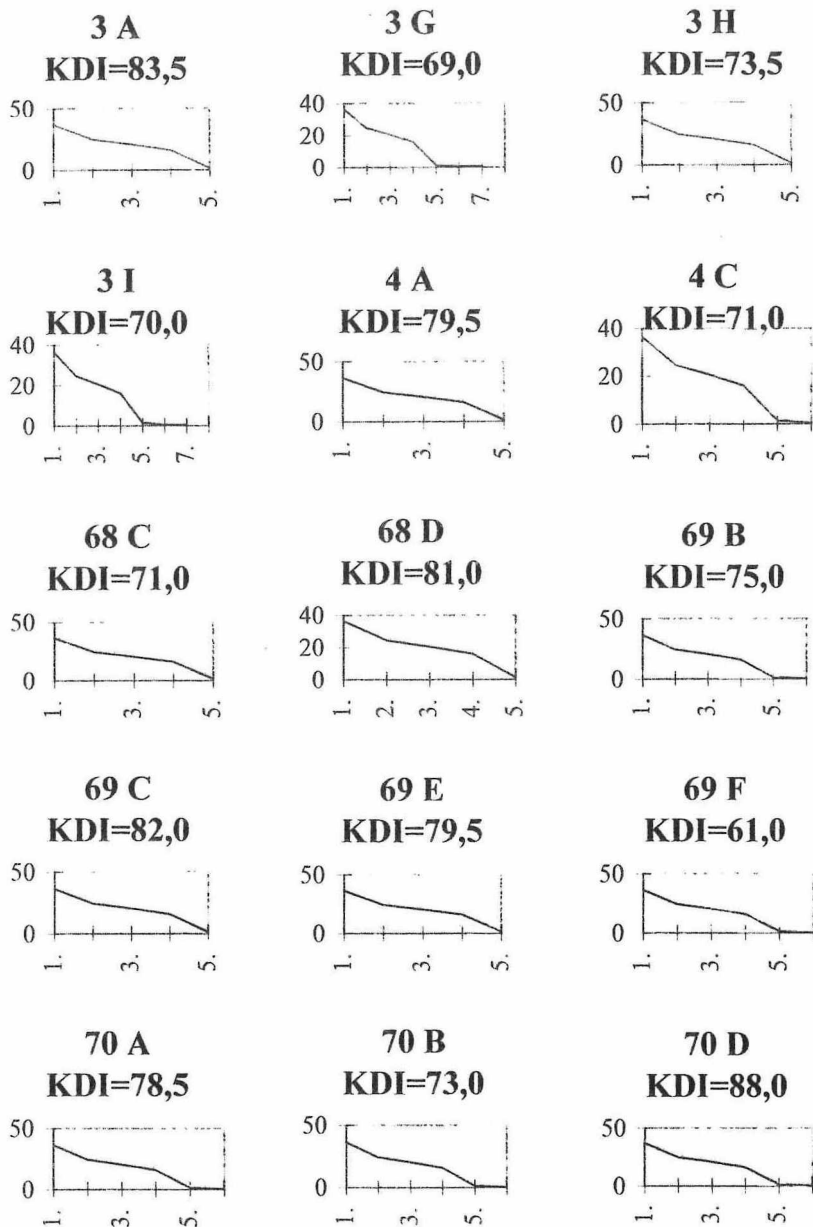 3 A
KDI=83,5
50
0
1.
3.
5.
3 G
KDI=69,0
40
20
0
1.
3.
5.
7.
3 H
KDI=73,5
50
0
1.
3.
5.
3 I
KDI=70,0
40
20
0
1.
3.
5.
7.
4 A
KDI=79,5
50
0
1.
3.
5.
4 C
KDI=71,0
40
20
0
1.
3.
5.
68 C
KDI=71,0
50
0
1.
3.
5.
68 D
KDI=81,0
40
20
0
1.
2.
3.
4.
5.
69 B
KDI=75,0
50
0
1.
3.
5.
69 C
KDI=82,0
50
0
1.
3.
5.
69 E
KDI=79,5
50
0
1.
3.
5.
69 F
KDI=61,0
50
0
1.
3.
5.
70 A
KDI=78,5
50
0
1.
3.
5.
70 B
KDI=73,0
50
0
1.
3.
5.
70 D
KDI=88,0
50
0
1.
3.
5.